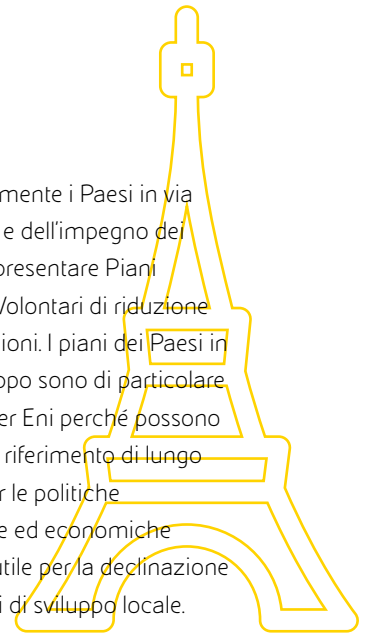 mente i Paesi in via
e dell'impegno dei
presentare Piani
Volontari di riduzione
ioni. I piani dei Paesi in
ppo sono di particolare
er Eni perché possono
riferimento di lungo
r le politiche
e ed economiche
utile per la declinazione
i di sviluppo locale.